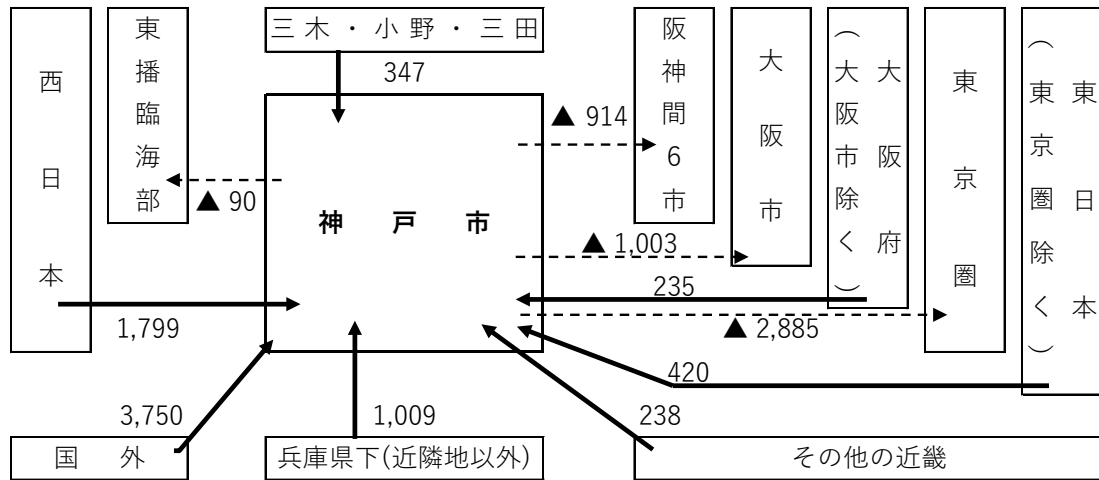 西日本
東播臨海部
三木・小野・三田
347
阪神間6市
大阪市
大阪府
(大阪市除く)
東京圏
東日本
(東京圏除く)
▲ 914
▲ 90
神戸市
▲ 1,003
235
1,799
▲ 2,885
420
3,750
1,009
238
国外
兵庫県下(近隣地以外)
その他の近畿